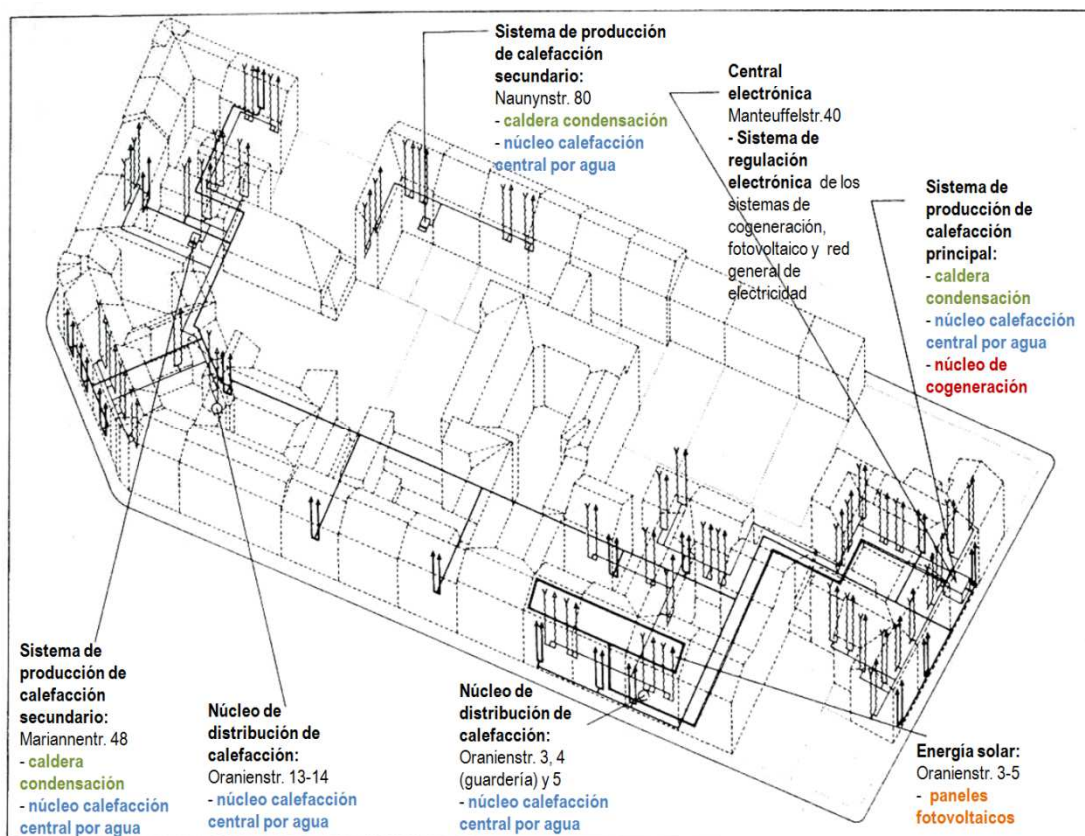 Sistema de producción
de calefacción
secundario:
Naunynstr. 80
- caldera condensación
- núcleo calefacción
central por agua
Central
electrónica
Manteuffelstr.40
- Sistema de
regulación
electrónica de los
sistemas de
cogeneración,
fotovoltaico y red
general de
electricidad
Sistema de
producción de
calefacción
principal:
- caldera
condensación
- núcleo calefacción
central por agua
- núcleo de
cogeneración
Sistema de
producción de
calefacción
secundario:
Mariannentr. 48
- caldera
condensación
- núcleo calefacción
central por agua
Núcleo de
distribución de
calefacción:
Oranienstr. 13-14
- núcleo calefacción
central por agua
Núcleo de
distribución de
calefacción:
Oranienstr. 3, 4
(guardería) y 5
- núcleo calefacción
central por agua
Energía solar:
Oranienstr. 3-5
- paneles
fotovoltaicos